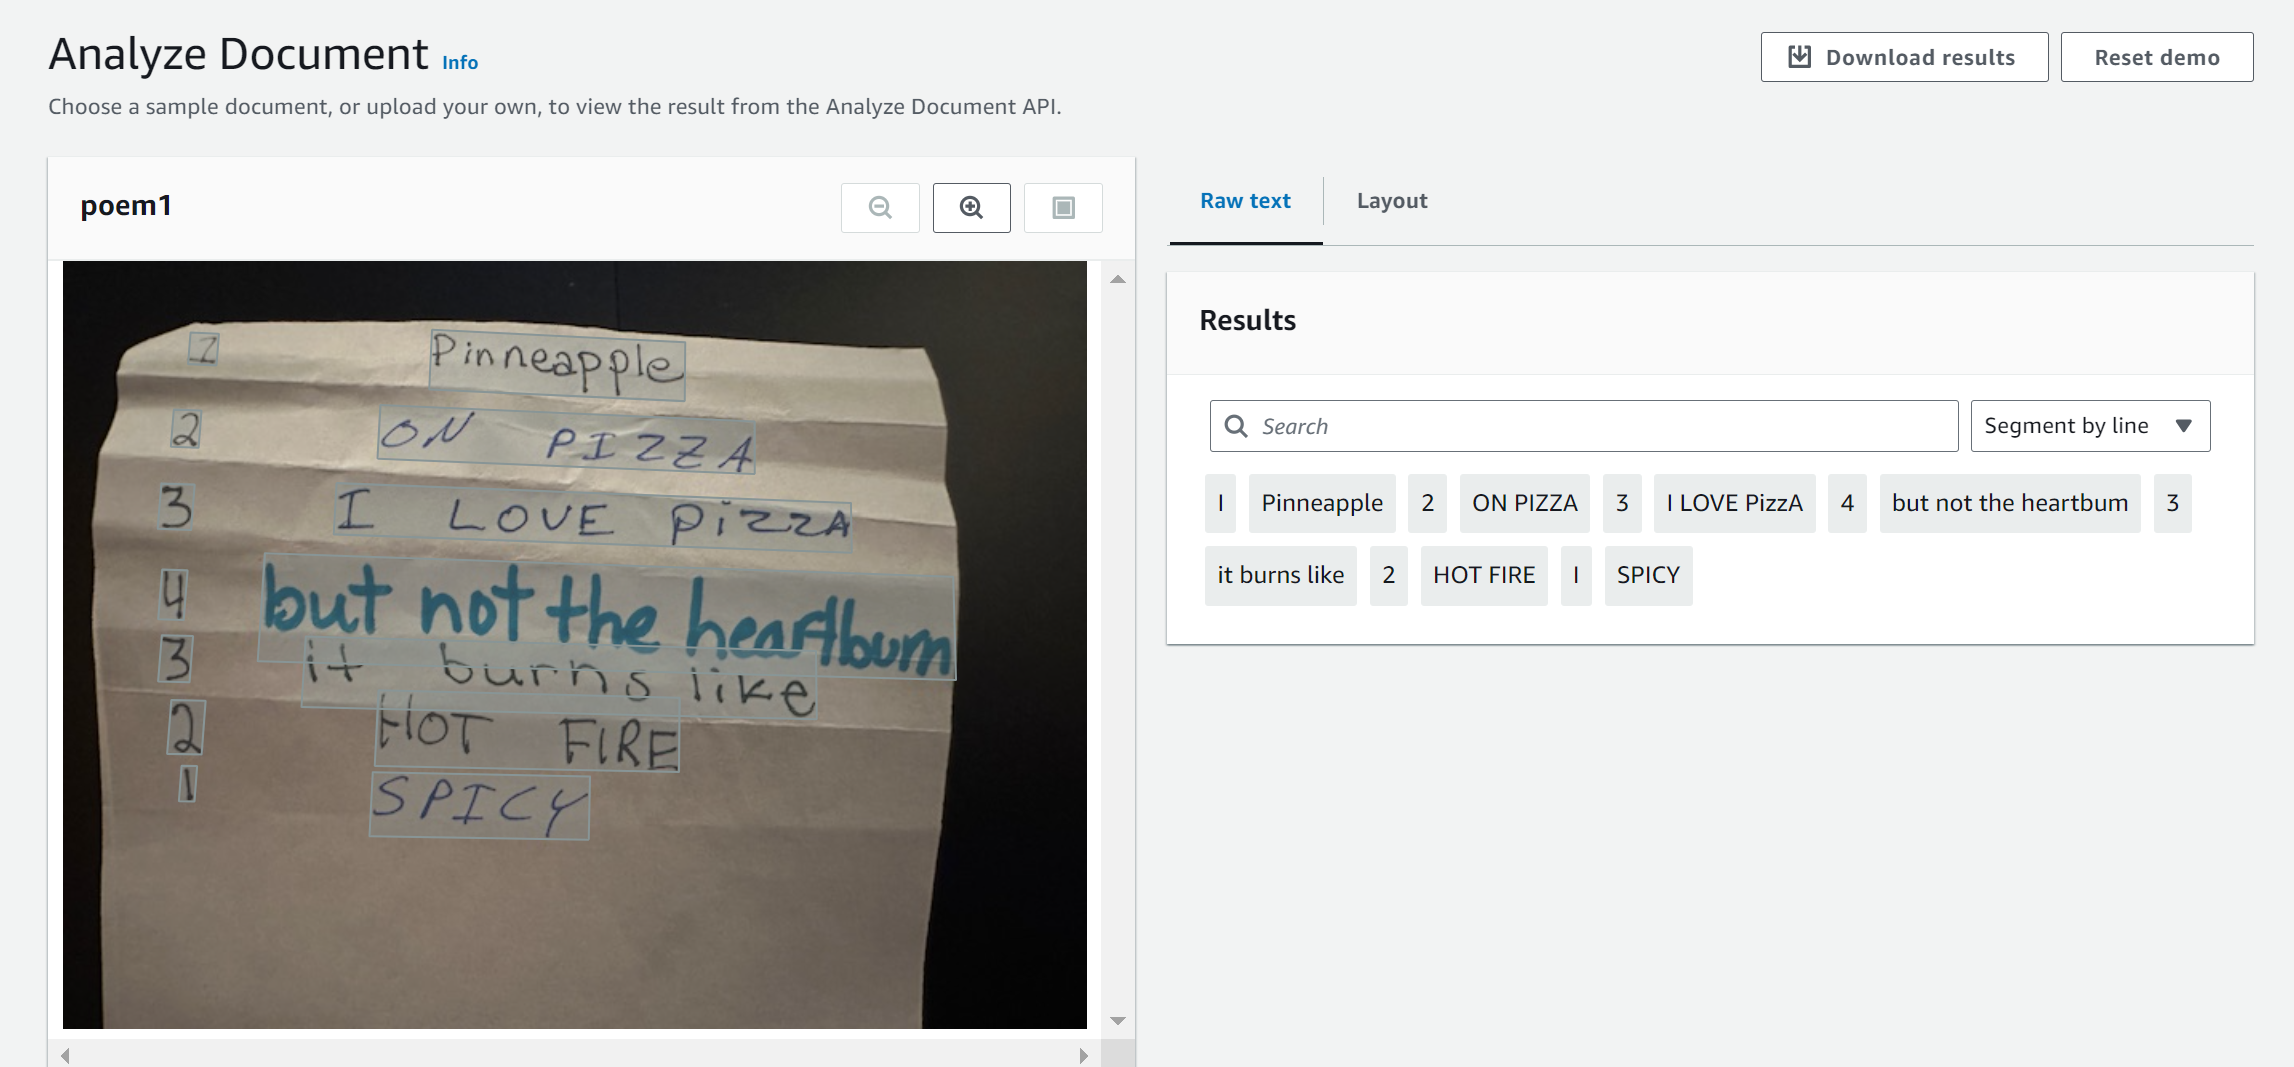 Analyze Document Info
Download results
Reset demo
Choose a sample document, or upload your own, to view the result from the Analyze Document API.
poem1
1 Pinneapple
2 ON PIZZA
3 I LOVE PizzA
4 but not the heartburn
3 it burns like
2 HOT FIRE
1 SPICY
Raw text
Layout
Results
Search
Segment by line
I Pinneapple 2 ON PIZZA 3 I LOVE PizzA 4 but not the heartbum 3
it burns like 2 HOT FIRE I SPICY